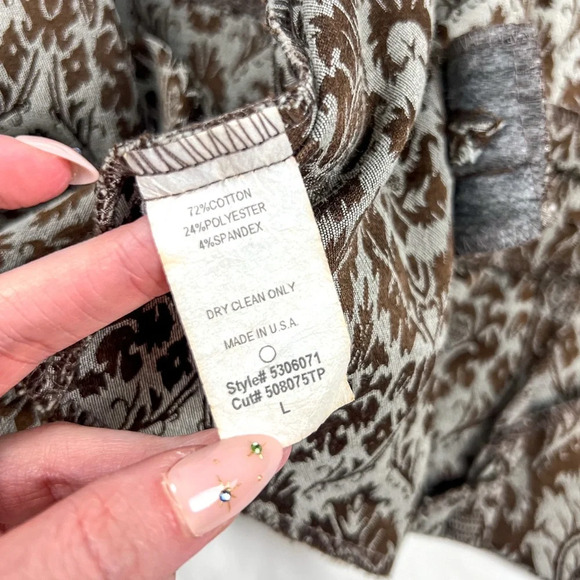 72%COTTON
24%POLYESTER
4%SPANDEX
DRY CLEAN ONLY
MADE IN U.S.A.
Style# 5306071
Cut# 508075TP
L